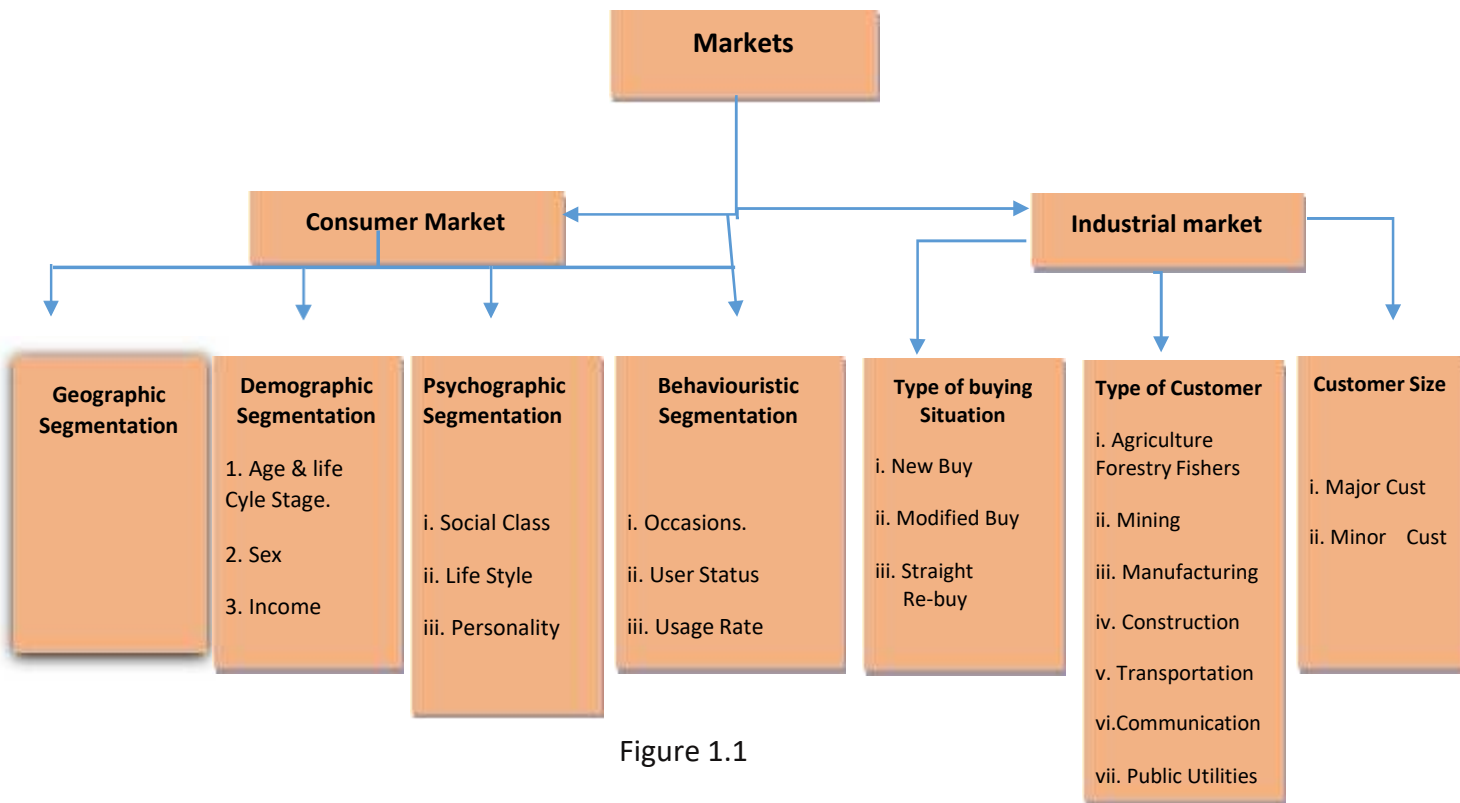 Markets
Consumer Market
Industrial market
Geographic
Segmentation
Demographic
Segmentation
1. Age & life
Cyle Stage.
2. Sex
3. Income
Psychographic
Segmentation
i. Social Class
ii. Life Style
iii. Personality
Behaviouristic
Segmentation
i. Occasions.
ii. User Status
iii. Usage Rate
Type of buying
Situation
i. New Buy
ii. Modified Buy
iii. Straight
Re-buy
Type of Customer
i. Agriculture
Forestry Fishers
ii. Mining
iii. Manufacturing
iv. Construction
v. Transportation
vi.Communication
vii. Public Utilities
Customer Size
i. Major Cust
ii. Minor Cust
Figure 1.1